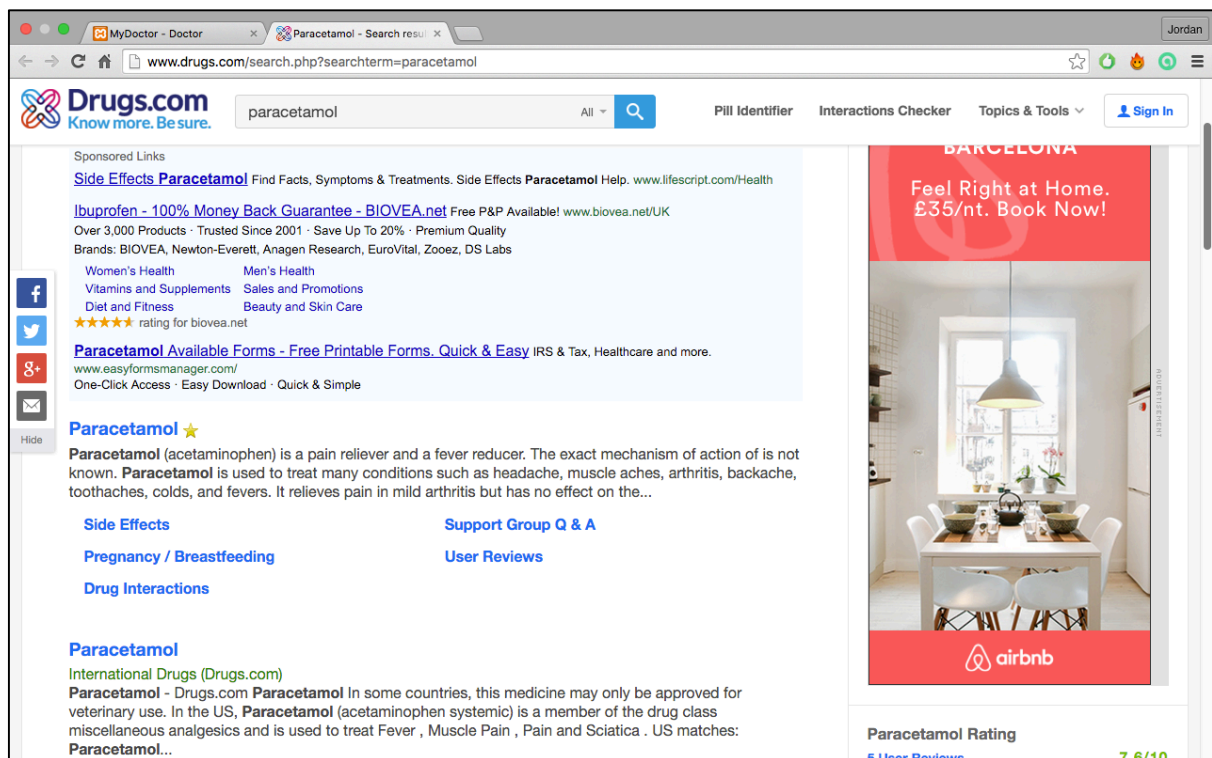 MyDoctor - Doctor
Paracetamol - Search resul
Jordan
www.drugs.com/search.php?searchterm=paracetamol
Drugs.com
Know more. Be sure.
paracetamol
All
Pill Identifier
Interactions Checker
Topics & Tools
Sign In
Sponsored Links
Side Effects Paracetamol Find Facts, Symptoms & Treatments. Side Effects Paracetamol Help. www.lifescript.com/Health
Ibuprofen - 100% Money Back Guarantee - BIOVEA.net Free P&P Available! www.biovea.net/UK
Over 3,000 Products · Trusted Since 2001 · Save Up To 20% · Premium Quality
Brands: BIOVEA, Newton-Everett, Anagen Research, EuroVital, Zooez, DS Labs
Women's Health Men's Health
Vitamins and Supplements Sales and Promotions
Diet and Fitness Beauty and Skin Care
rating for biovea.net
Paracetamol Available Forms - Free Printable Forms. Quick & Easy IRS & Tax, Healthcare and more.
www.easyformsmanager.com/
One-Click Access · Easy Download · Quick & Simple
f
g+
Hide
Paracetamol
Paracetamol (acetaminophen) is a pain reliever and a fever reducer. The exact mechanism of action of is not
known. Paracetamol is used to treat many conditions such as headache, muscle aches, arthritis, backache,
toothaches, colds, and fevers. It relieves pain in mild arthritis but has no effect on the...
Side Effects
Support Group Q & A
Pregnancy / Breastfeeding
User Reviews
Drug Interactions
Paracetamol
International Drugs (Drugs.com)
Paracetamol - Drugs.com Paracetamol In some countries, this medicine may only be approved for
veterinary use. In the US, Paracetamol (acetaminophen systemic) is a member of the drug class
miscellaneous analgesics and is used to treat Fever , Muscle Pain , Pain and Sciatica . US matches:
Paracetamol...
BARCELONA
Feel Right at Home.
£35/nt. Book Now!
ADVERTISEMENT
airbnb
Paracetamol Rating
5 User Reviews
7.6/10